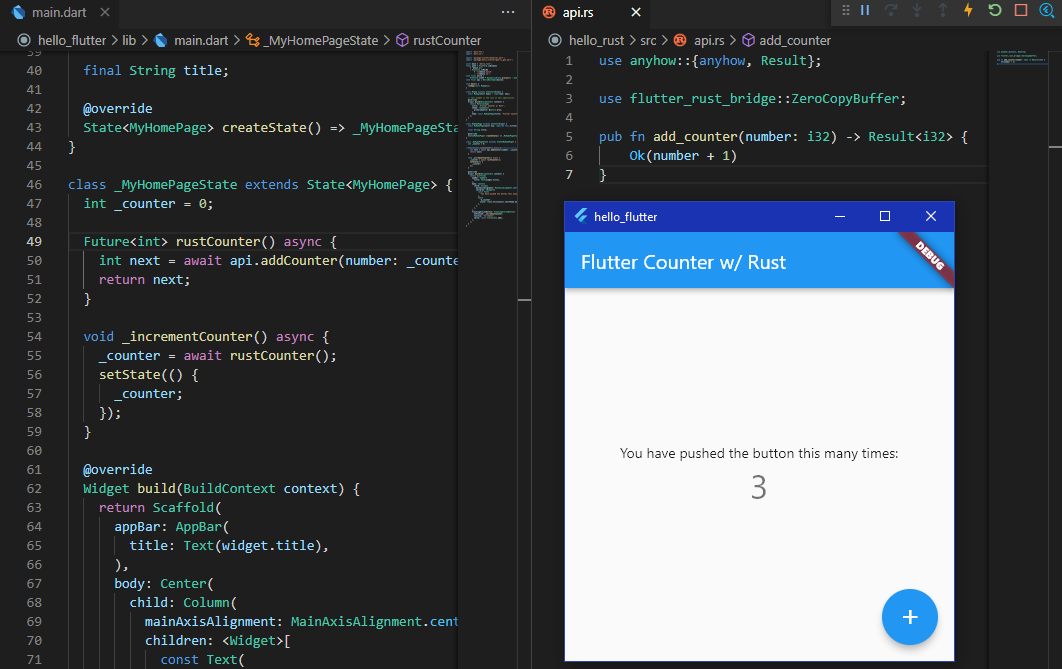 main.dart
hello_flutter > lib > main.dart > _MyHomePageState > rustCounter
39
40 final String title;
41
42 @override
43 State<MyHomePage> createState() => _MyHomePageSta
44 }
45
46 class _MyHomePageState extends State<MyHomePage> {
47 int _counter = 0;
48
49 Future<int> rustCounter() async {
50 int next = await api.addCounter(number: _counte
51 return next;
52 }
53
54 void _incrementCounter() async {
55 _counter = await rustCounter();
56 setState(() {
57 _counter;
58 });
59 }
60
61 @override
62 Widget build(BuildContext context) {
63 return Scaffold(
64 appBar: AppBar(
65 title: Text(widget.title),
66 ),
67 body: Center(
68 child: Column(
69 mainAxisAlignment: MainAxisAlignment.cent
70 children: <Widget>[
71 const Text(
api.rs
hello_rust > src > api.rs > add_counter
1 use anyhow::{anyhow, Result};
2
3 use flutter_rust_bridge::ZeroCopyBuffer;
4
5 pub fn add_counter(number: i32) -> Result<i32> {
6 Ok(number + 1)
7 }
hello_flutter
Flutter Counter w/ Rust
DEBUG
You have pushed the button this many times:
3
+